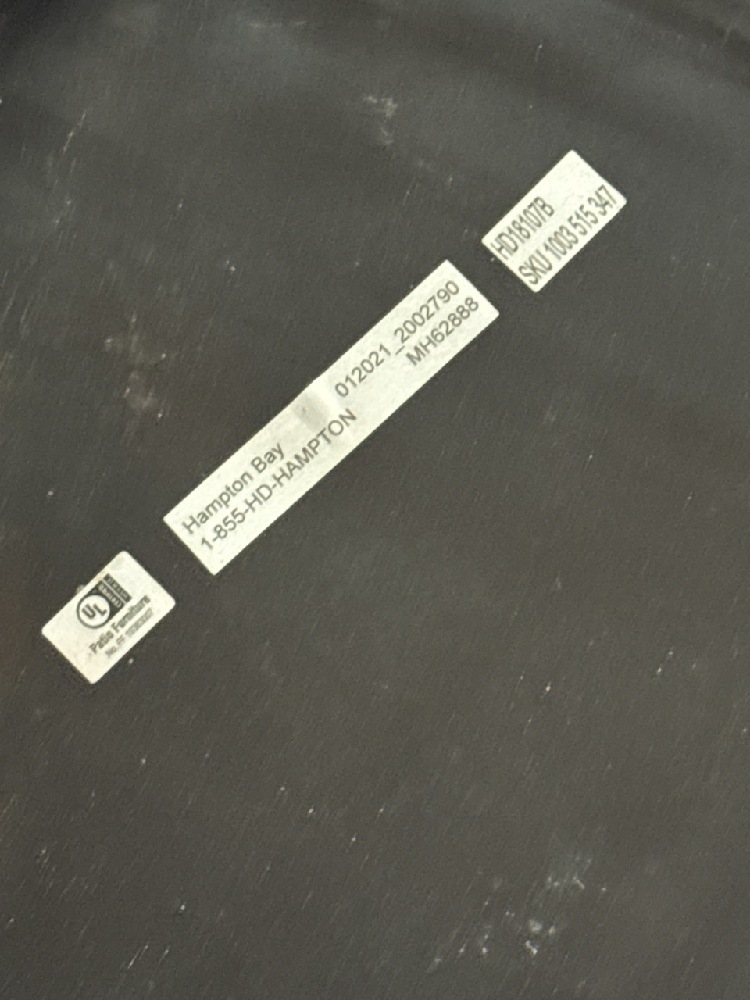 HD18107B
SKU 1003 515 347
Hampton Bay 012021_2002790
1-855-HD-HAMPTON MH62888
UL
Patio Furniture